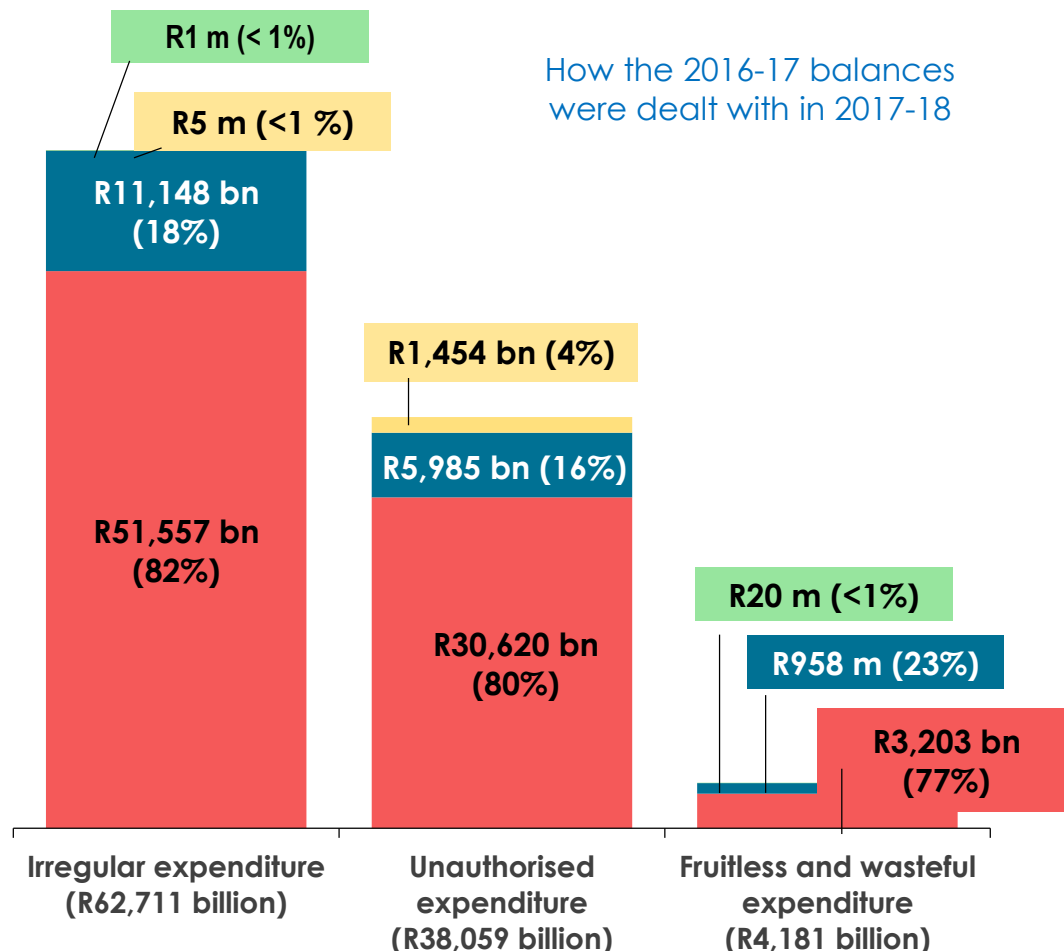 R1 m (< 1%)
How the 2016-17 balances
were dealt with in 2017-18
R5 m (<1 %)
R11,148 bn
(18%)
R51,557 bn
(82%)
R1,454 bn (4%)
R5,985 bn (16%)
R30,620 bn
(80%)
R20 m (<1%)
R958 m (23%)
R3,203 bn
(77%)
Irregular expenditure
(R62,711 billion)
Unauthorised
expenditure
(R38,059 billion)
Fruitless and wasteful
expenditure
(R4,181 billion)